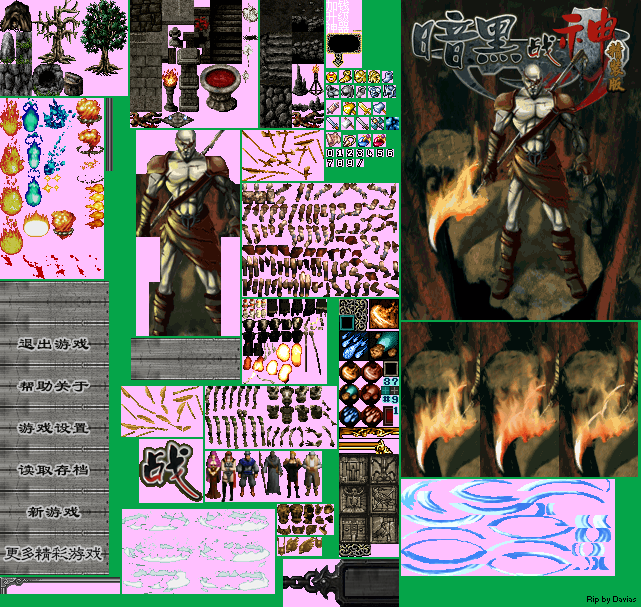 暗黑战神
精装版
0 1 2 3 4 5 6
7 8 9 /
退出游戏
帮助关于
游戏设置
读取存档
新游戏
更多精彩游戏
战
87
#9
1
Rip by Davias